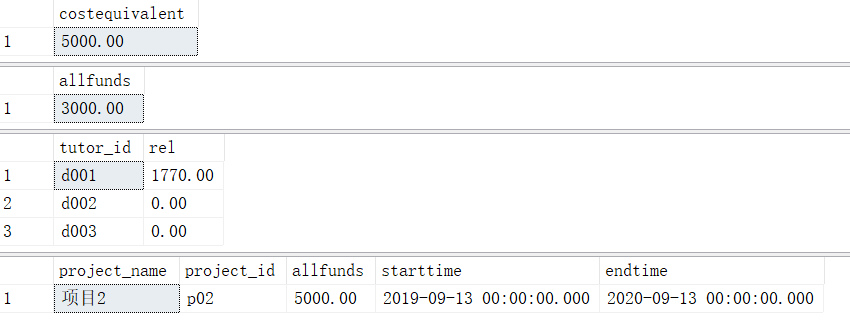 costequivalent
1 5000.00
allfunds
1 3000.00
tutor_id rel
1 d001 1770.00
2 d002 0.00
3 d003 0.00
project_name project_id allfunds starttime endtime
1 项目2 p02 5000.00 2019-09-13 00:00:00.000 2020-09-13 00:00:00.000